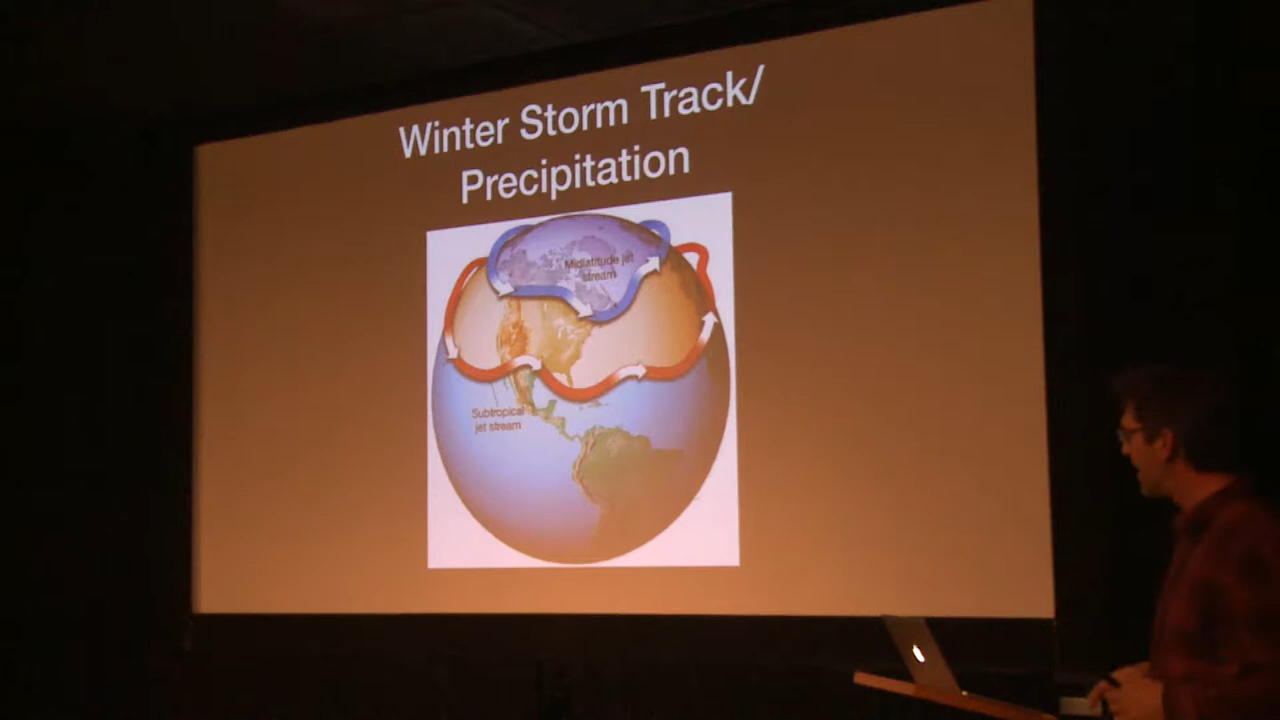 Winter Storm Track/
Precipitation
Midlatitude jet
stream
Subtropical
jet stream